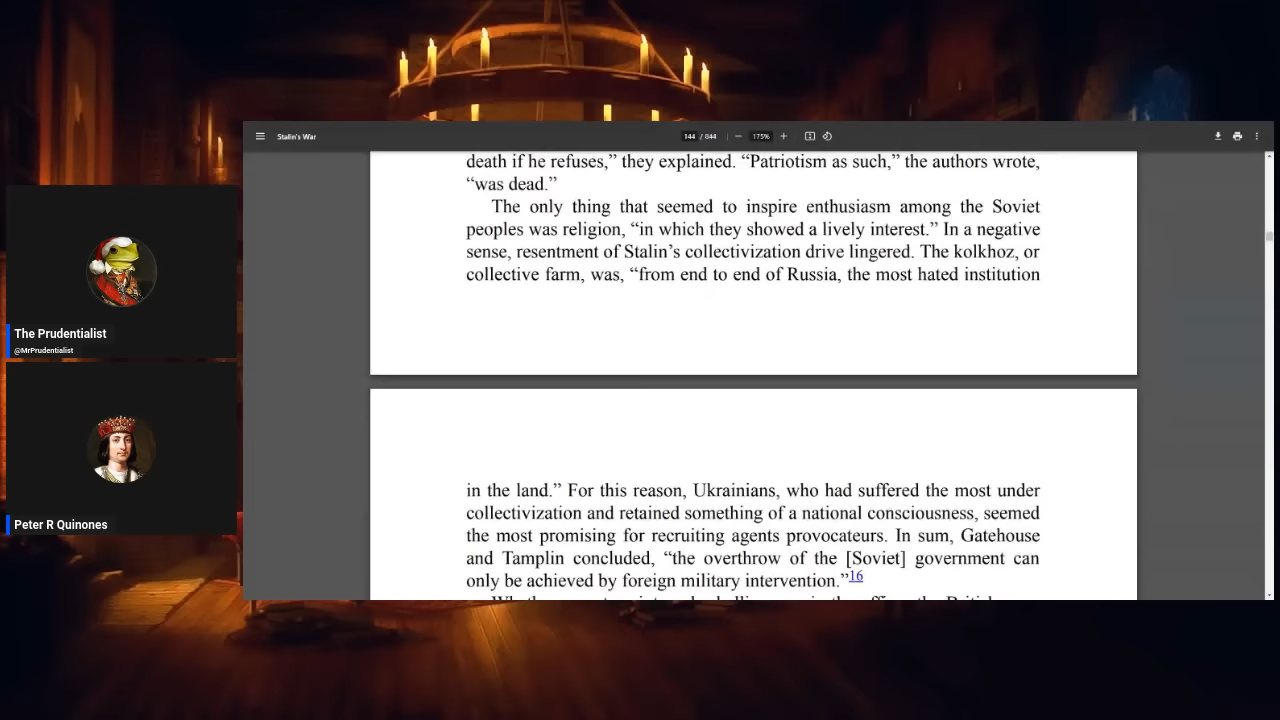 Stalin's War
144 / 844
175%
death if he refuses,” they explained. “Patriotism as such,” the authors wrote,
“was dead.”
The only thing that seemed to inspire enthusiasm among the Soviet
peoples was religion, “in which they showed a lively interest.” In a negative
sense, resentment of Stalin’s collectivization drive lingered. The kolkhoz, or
collective farm, was, “from end to end of Russia, the most hated institution
in the land.” For this reason, Ukrainians, who had suffered the most under
collectivization and retained something of a national consciousness, seemed
the most promising for recruiting agents provocateurs. In sum, Gatehouse
and Tamplin concluded, “the overthrow of the [Soviet] government can
only be achieved by foreign military intervention.”16
The Prudentialist
@MrPrudentialist
Peter R Quinones